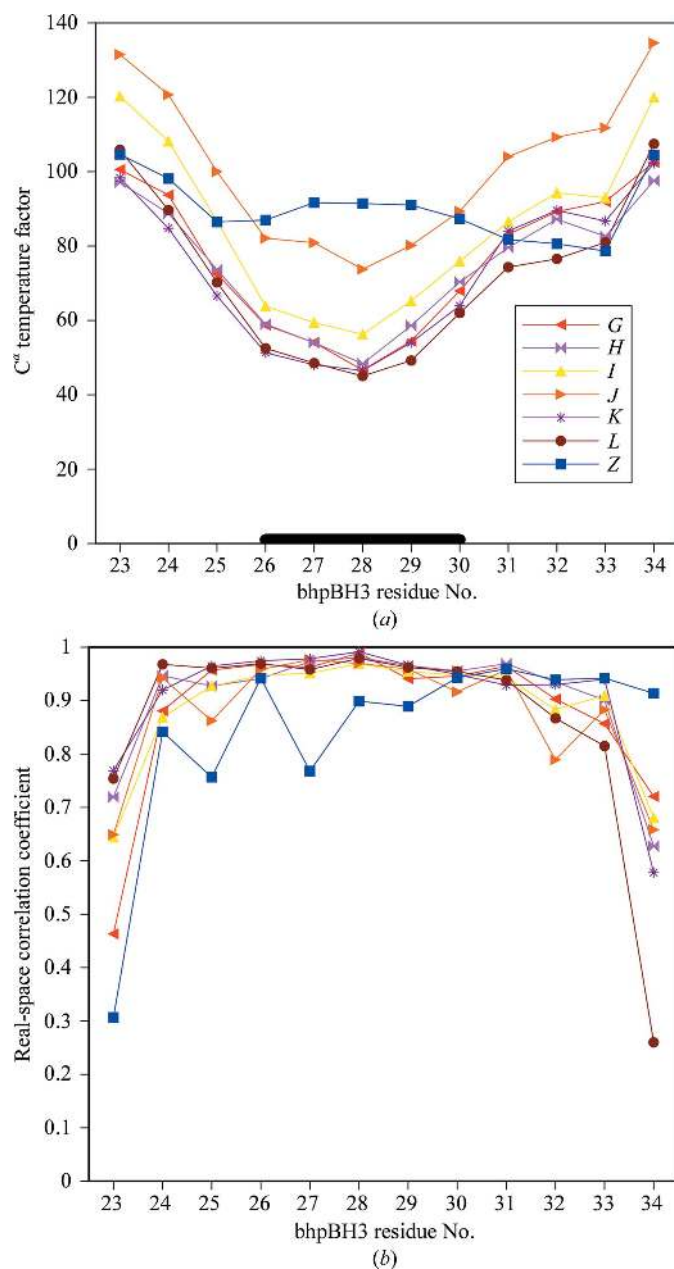 140
120
100
80
60
40
20
0
Cα temperature factor
G
H
I
J
K
L
Z
23 24 25 26 27 28 29 30 31 32 33 34
bhpBH3 residue No.
(a)
1
0.9
0.8
0.7
0.6
0.5
0.4
0.3
0.2
0.1
0
Real-space correlation coefficient
23 24 25 26 27 28 29 30 31 32 33 34
bhpBH3 residue No.
(b)